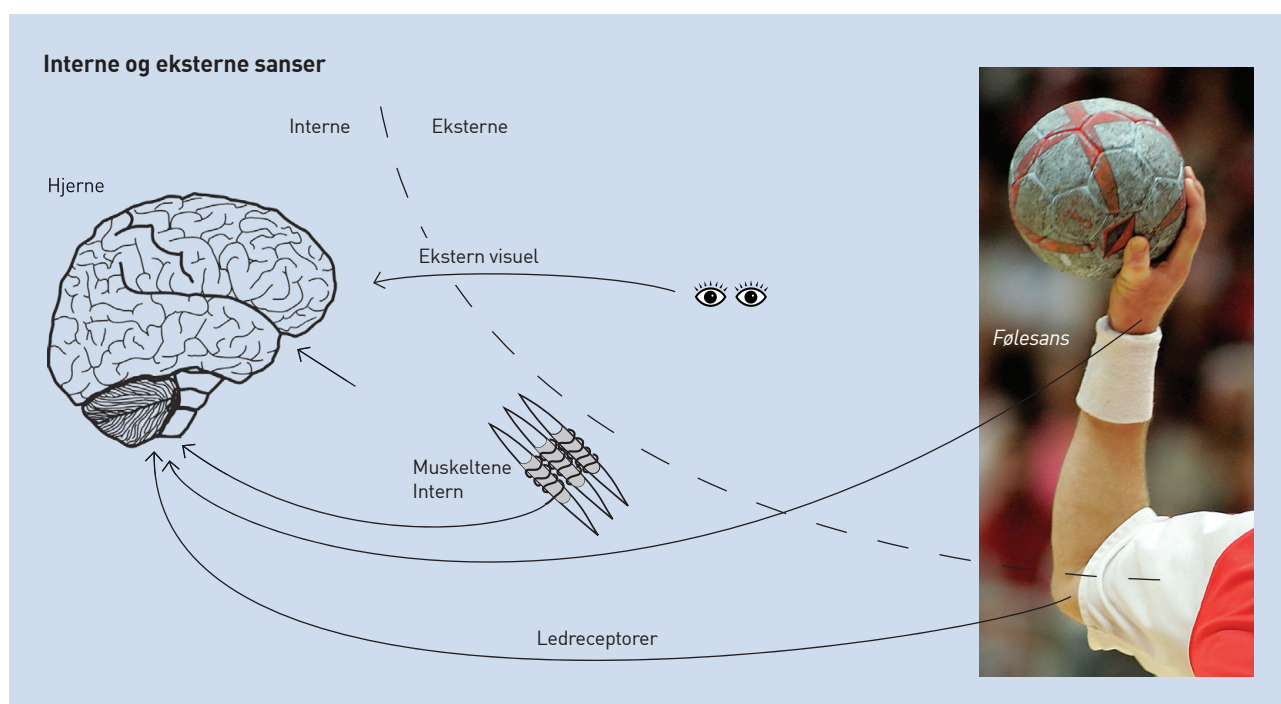 Interne og eksterne sanser
Interne
Eksterne
Hjerne
Ekstern visuel
Følesans
Muskeltene
Intern
Ledreceptorer